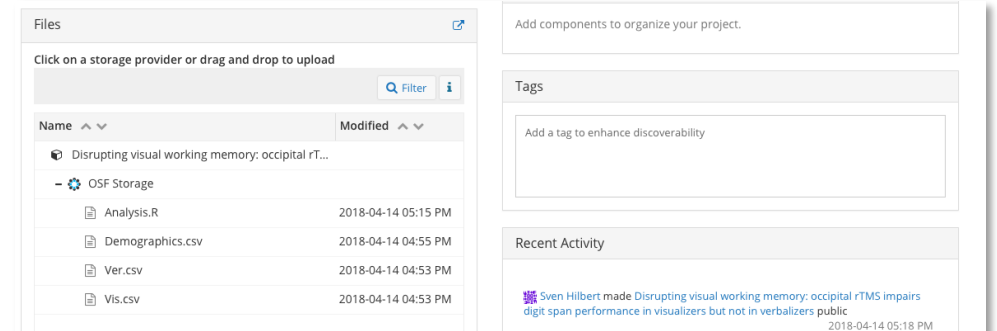 Files
Click on a storage provider or drag and drop to upload
Filter
i
Name
Modified
Disrupting visual working memory: occipital rT...
OSF Storage
Analysis.R 2018-04-14 05:15 PM
Demographics.csv 2018-04-14 04:55 PM
Ver.csv 2018-04-14 04:53 PM
Vis.csv 2018-04-14 04:53 PM
Add components to organize your project.
Tags
Add a tag to enhance discoverability
Recent Activity
Sven Hilbert made Disrupting visual working memory: occipital rTMS impairs
digit span performance in visualizers but not in verbalizers public
2018-04-14 05:18 PM